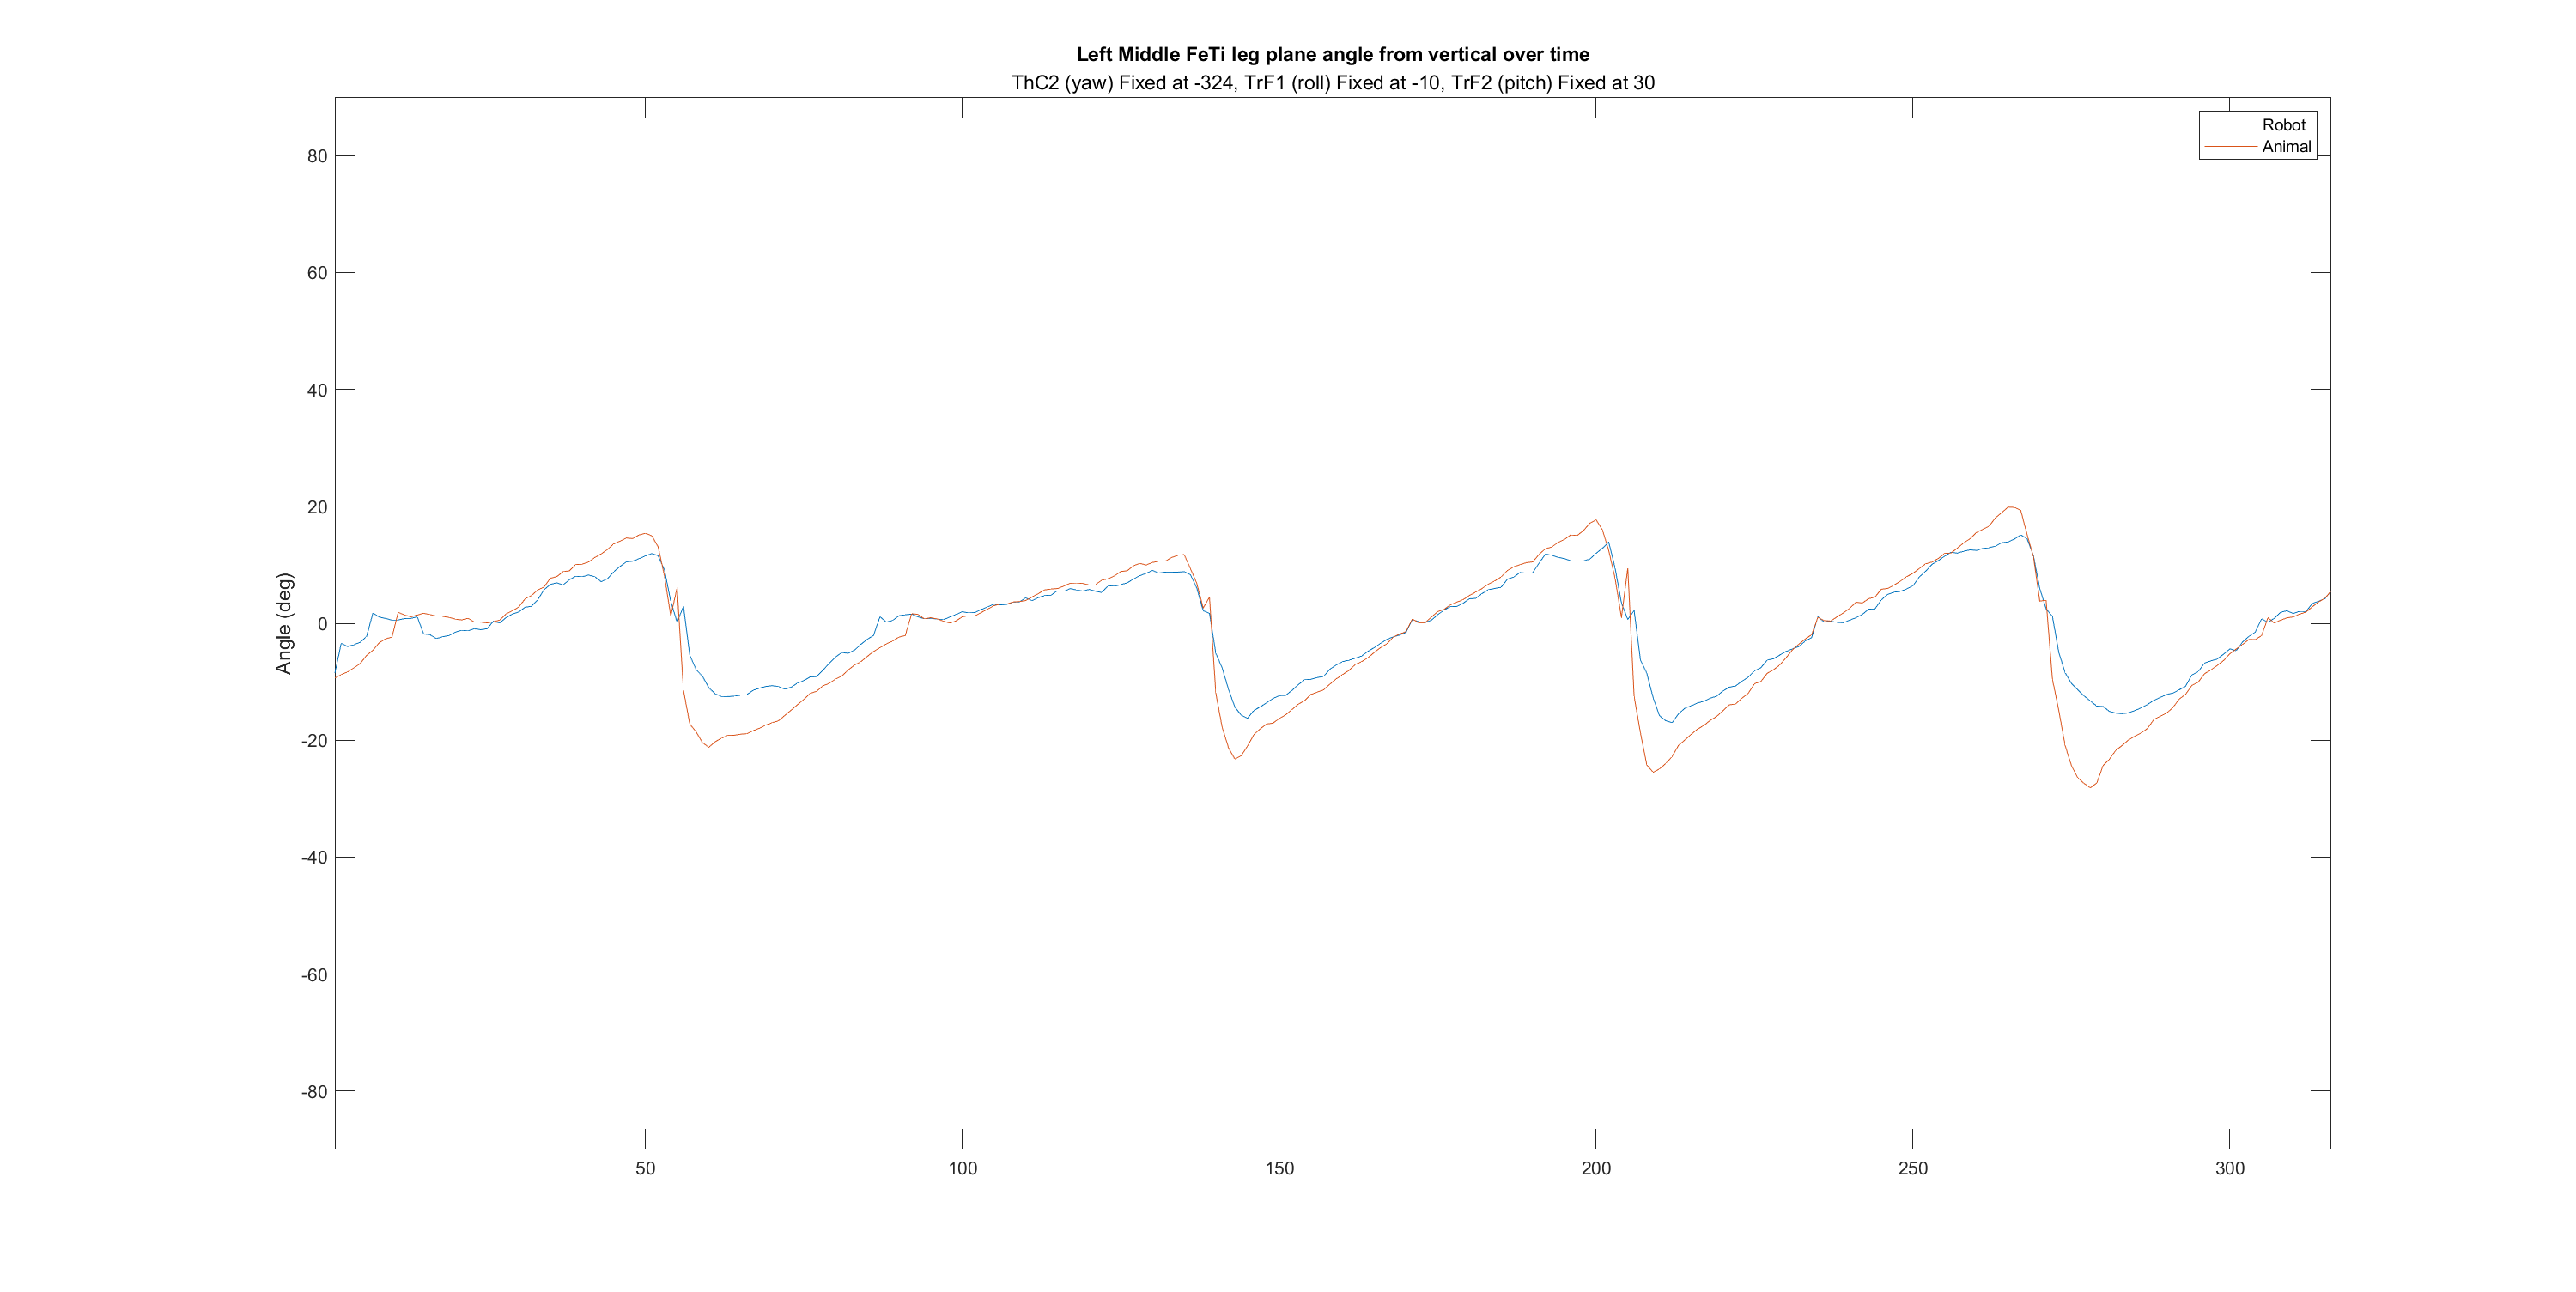 Left Middle FeTi leg plane angle from vertical over time
ThC2 (yaw) Fixed at -324, TrF1 (roll) Fixed at -10, TrF2 (pitch) Fixed at 30
Robot
Animal
80
60
40
20
0
-20
-40
-60
-80
Angle (deg)
50 100 150 200 250 300